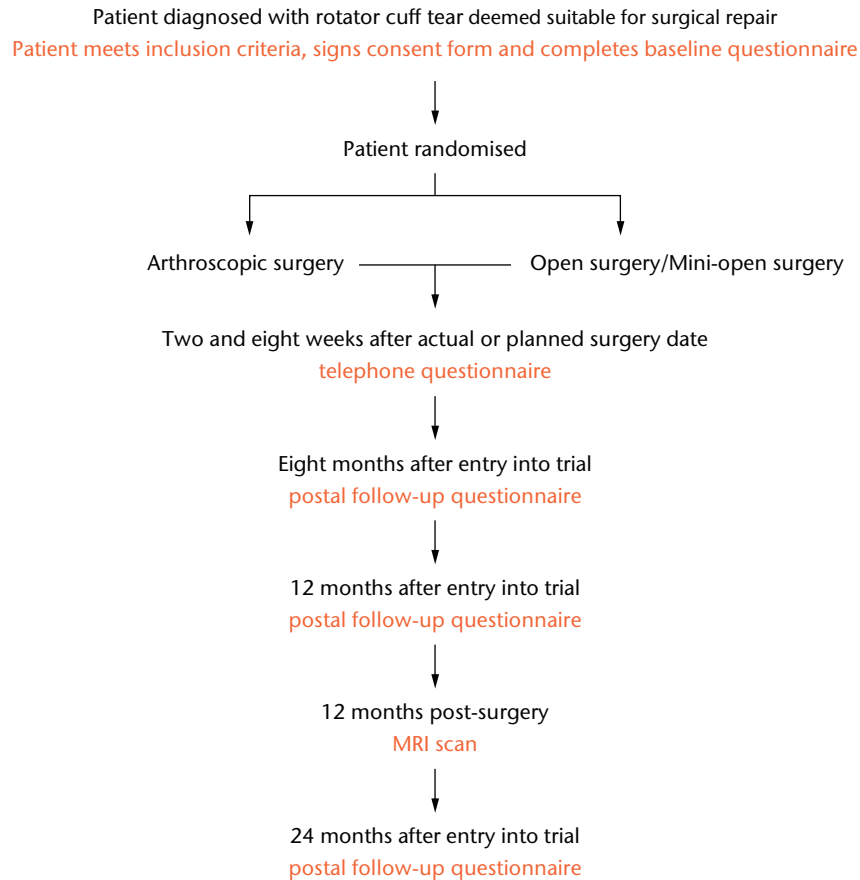 Patient diagnosed with rotator cuff tear deemed suitable for surgical repair
Patient meets inclusion criteria, signs consent form and completes baseline questionnaire
Patient randomised
Arthroscopic surgery
Open surgery/Mini-open surgery
Two and eight weeks after actual or planned surgery date
telephone questionnaire
Eight months after entry into trial
postal follow-up questionnaire
12 months after entry into trial
postal follow-up questionnaire
12 months post-surgery
MRI scan
24 months after entry into trial
postal follow-up questionnaire